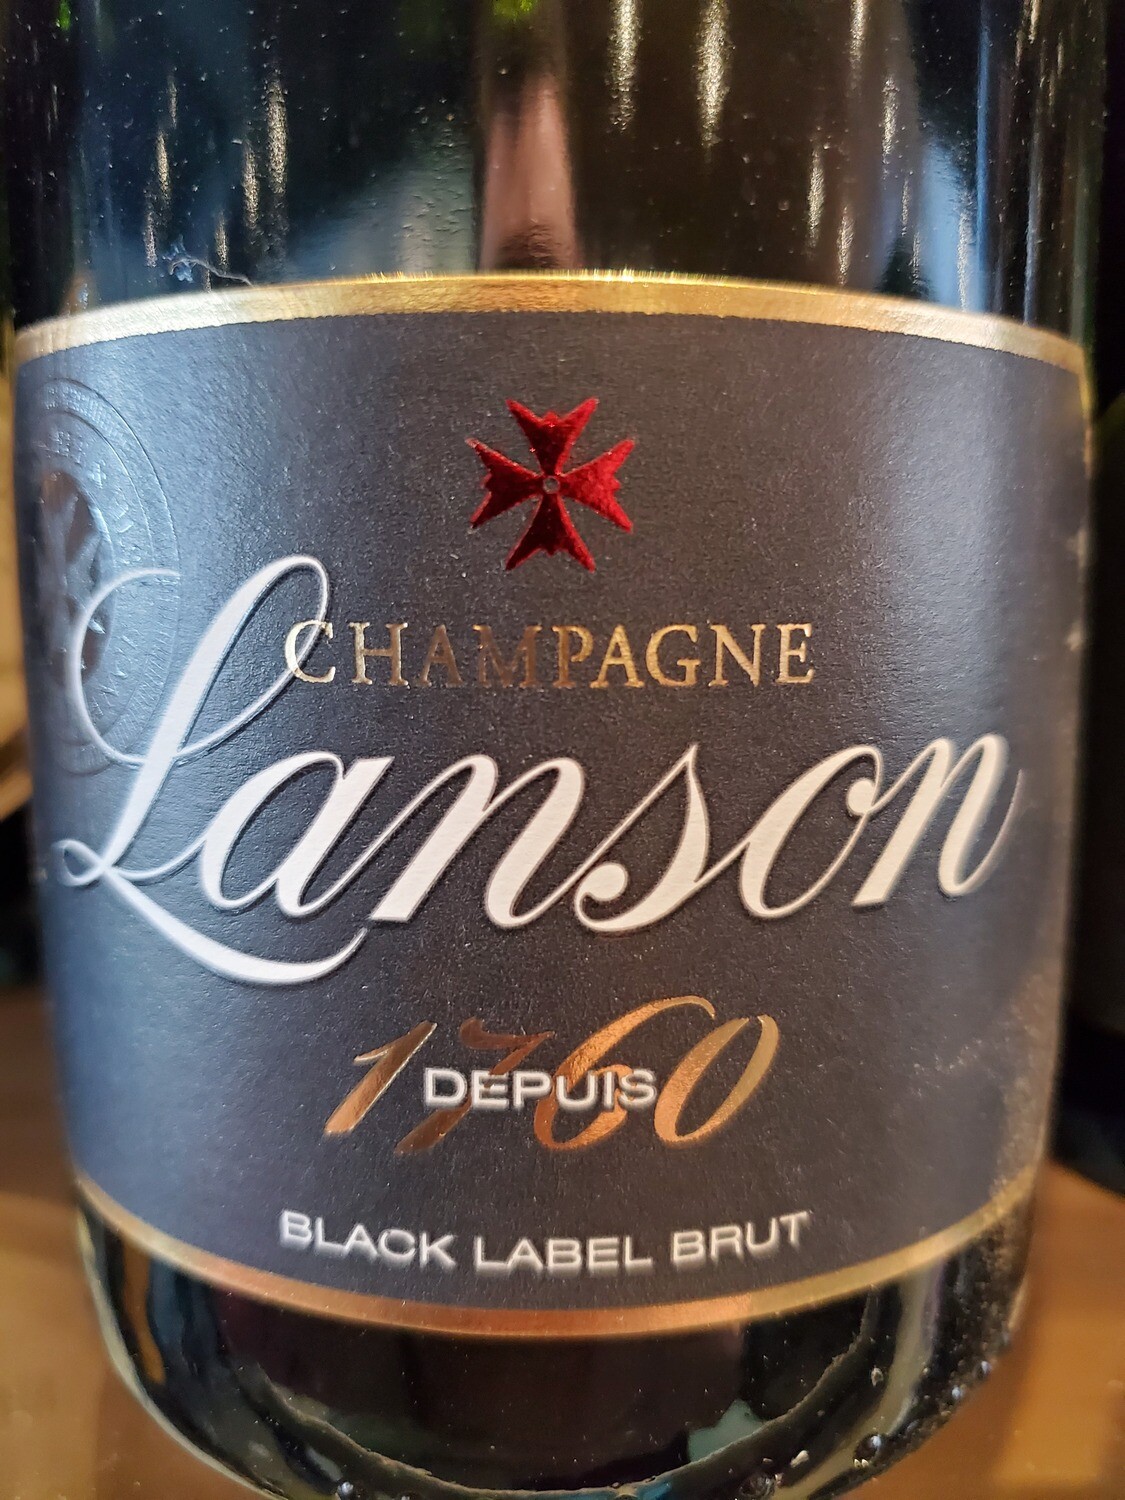 CHAMPAGNE
Lanson
DEPUIS
1760
BLACK LABEL BRUT